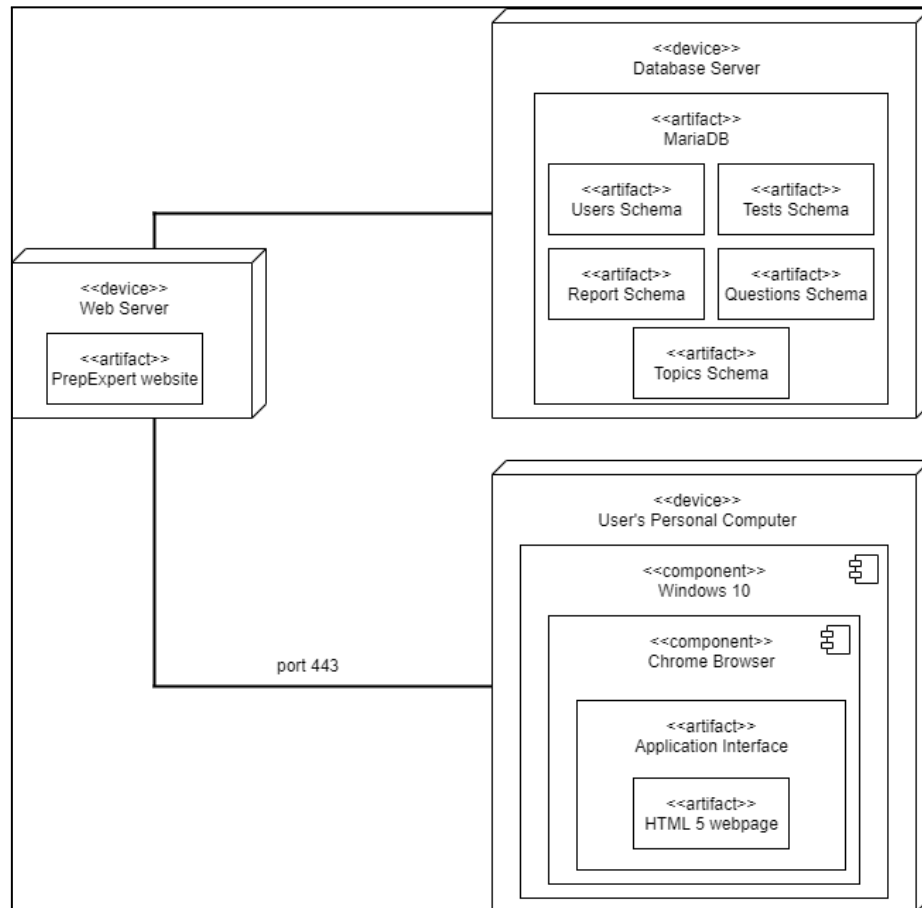 <<device>>
Database Server
<<artifact>>
MariaDB
<<artifact>>
Users Schema
<<artifact>>
Tests Schema
<<artifact>>
Report Schema
<<artifact>>
Questions Schema
<<artifact>>
Topics Schema
<<device>>
Web Server
<<artifact>>
PrepExpert website
port 443
<<device>>
User's Personal Computer
<<component>>
Windows 10
<<component>>
Chrome Browser
<<artifact>>
Application Interface
<<artifact>>
HTML 5 webpage